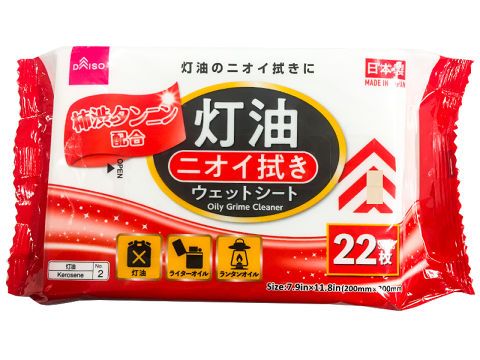 DAISO
灯油のニオイ拭きに
日本製
MADE IN JAPAN
柿渋タンニン
配合
OPEN
灯油
ニオイ拭き
ウェットシート
Oily Grime Cleaner
22枚
灯油
Kerosene
No.
2
灯油
ライターオイル
ランタンオイル
Size:7.9in×11.8in(200mm×300mm)